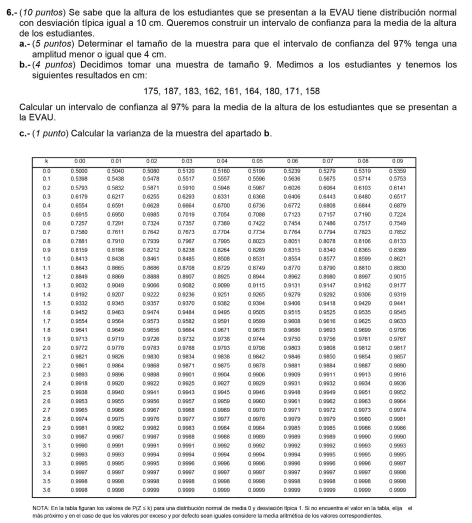 6.- (10 puntos) Se sabe que la altura de los estudiantes que se presentan a la EVAU tiene distribución normal
con desviación típica igual a 10 cm. Queremos construir un intervalo de confianza para la media de la altura
de los estudiantes.
a.- (5 puntos) Determinar el tamaño de la muestra para que el intervalo de confianza del 97% tenga una
amplitud menor o igual que 4 cm.
b.- (4 puntos) Decidimos tomar una muestra de tamaño 9. Medimos a los estudiantes y tenemos los
siguientes resultados en cm:
175, 187, 183, 162, 161, 164, 180, 171, 158
Calcular un intervalo de confianza al 97% para la media de la altura de los estudiantes que se presentan a
la EVAU.
c.- (1 punto) Calcular la varianza de la muestra del apartado b.
k 0.00 0.01 0.02 0.03 0.04 0.05 0.06 0.07 0.08 0.09
0.0 0.5000 0.5040 0.5080 0.5120 0.5160 0.5199 0.5239 0.5279 0.5319 0.5359
0.1 0.5398 0.5438 0.5478 0.5517 0.5557 0.5596 0.5636 0.5675 0.5714 0.5753
0.2 0.5793 0.5832 0.5871 0.5910 0.5948 0.5987 0.6026 0.6064 0.6103 0.6141
0.3 0.6179 0.6217 0.6255 0.6293 0.6331 0.6368 0.6406 0.6443 0.6480 0.6517
0.4 0.6554 0.6591 0.6628 0.6664 0.6700 0.6736 0.6772 0.6808 0.6844 0.6879
0.5 0.6915 0.6950 0.6985 0.7019 0.7054 0.7088 0.7123 0.7157 0.7190 0.7224
0.6 0.7257 0.7291 0.7324 0.7357 0.7389 0.7422 0.7454 0.7486 0.7517 0.7549
0.7 0.7580 0.7611 0.7642 0.7673 0.7704 0.7734 0.7764 0.7794 0.7823 0.7852
0.8 0.7881 0.7910 0.7939 0.7967 0.7995 0.8023 0.8051 0.8078 0.8106 0.8133
0.9 0.8159 0.8186 0.8212 0.8238 0.8264 0.8289 0.8315 0.8340 0.8365 0.8389
1.0 0.8413 0.8438 0.8461 0.8485 0.8508 0.8531 0.8554 0.8577 0.8599 0.8621
1.1 0.8643 0.8665 0.8686 0.8708 0.8729 0.8749 0.8770 0.8790 0.8810 0.8830
1.2 0.8849 0.8869 0.8888 0.8907 0.8925 0.8944 0.8962 0.8980 0.8997 0.9015
1.3 0.9032 0.9049 0.9066 0.9082 0.9099 0.9115 0.9131 0.9147 0.9162 0.9177
1.4 0.9192 0.9207 0.9222 0.9236 0.9251 0.9265 0.9279 0.9292 0.9306 0.9319
1.5 0.9332 0.9345 0.9357 0.9370 0.9382 0.9394 0.9406 0.9418 0.9429 0.9441
1.6 0.9452 0.9463 0.9474 0.9484 0.9495 0.9505 0.9515 0.9525 0.9535 0.9545
1.7 0.9554 0.9564 0.9573 0.9582 0.9591 0.9599 0.9608 0.9616 0.9625 0.9633
1.8 0.9641 0.9649 0.9656 0.9664 0.9671 0.9678 0.9686 0.9693 0.9699 0.9706
1.9 0.9713 0.9719 0.9726 0.9732 0.9738 0.9744 0.9750 0.9756 0.9761 0.9767
2.0 0.9772 0.9778 0.9783 0.9788 0.9793 0.9798 0.9803 0.9808 0.9812 0.9817
2.1 0.9821 0.9826 0.9830 0.9834 0.9838 0.9842 0.9846 0.9850 0.9854 0.9857
2.2 0.9861 0.9864 0.9868 0.9871 0.9875 0.9878 0.9881 0.9884 0.9887 0.9890
2.3 0.9893 0.9896 0.9898 0.9901 0.9904 0.9906 0.9909 0.9911 0.9913 0.9916
2.4 0.9918 0.9920 0.9922 0.9925 0.9927 0.9929 0.9931 0.9932 0.9934 0.9936
2.5 0.9938 0.9940 0.9941 0.9943 0.9945 0.9946 0.9948 0.9949 0.9951 0.9952
2.6 0.9953 0.9955 0.9956 0.9957 0.9959 0.9960 0.9961 0.9962 0.9963 0.9964
2.7 0.9965 0.9966 0.9967 0.9968 0.9969 0.9970 0.9971 0.9972 0.9973 0.9974
2.8 0.9974 0.9975 0.9976 0.9977 0.9977 0.9978 0.9979 0.9979 0.9980 0.9981
2.9 0.9981 0.9982 0.9982 0.9983 0.9984 0.9984 0.9985 0.9985 0.9986 0.9986
3.0 0.9987 0.9987 0.9987 0.9988 0.9988 0.9989 0.9989 0.9989 0.9990 0.9990
3.1 0.9990 0.9991 0.9991 0.9991 0.9992 0.9992 0.9992 0.9992 0.9993 0.9993
3.2 0.9993 0.9993 0.9994 0.9994 0.9994 0.9994 0.9994 0.9995 0.9995 0.9995
3.3 0.9995 0.9995 0.9995 0.9996 0.9996 0.9996 0.9996 0.9996 0.9996 0.9997
3.4 0.9997 0.9997 0.9997 0.9997 0.9997 0.9997 0.9997 0.9997 0.9997 0.9998
3.5 0.9998 0.9998 0.9998 0.9998 0.9998 0.9998 0.9998 0.9998 0.9998 0.9998
3.6 0.9998 0.9998 0.9999 0.9999 0.9999 0.9999 0.9999 0.9999 0.9999 0.9999
NOTA: En la tabla figuran los valores de P(Z ≤ k) para una distribución normal de media 0 y desviación típica 1. Si no encuentra el valor en la tabla, elija el
más próximo y en el caso de que los valores por exceso y por defecto sean iguales considere la media aritmética de los valores correspondientes.